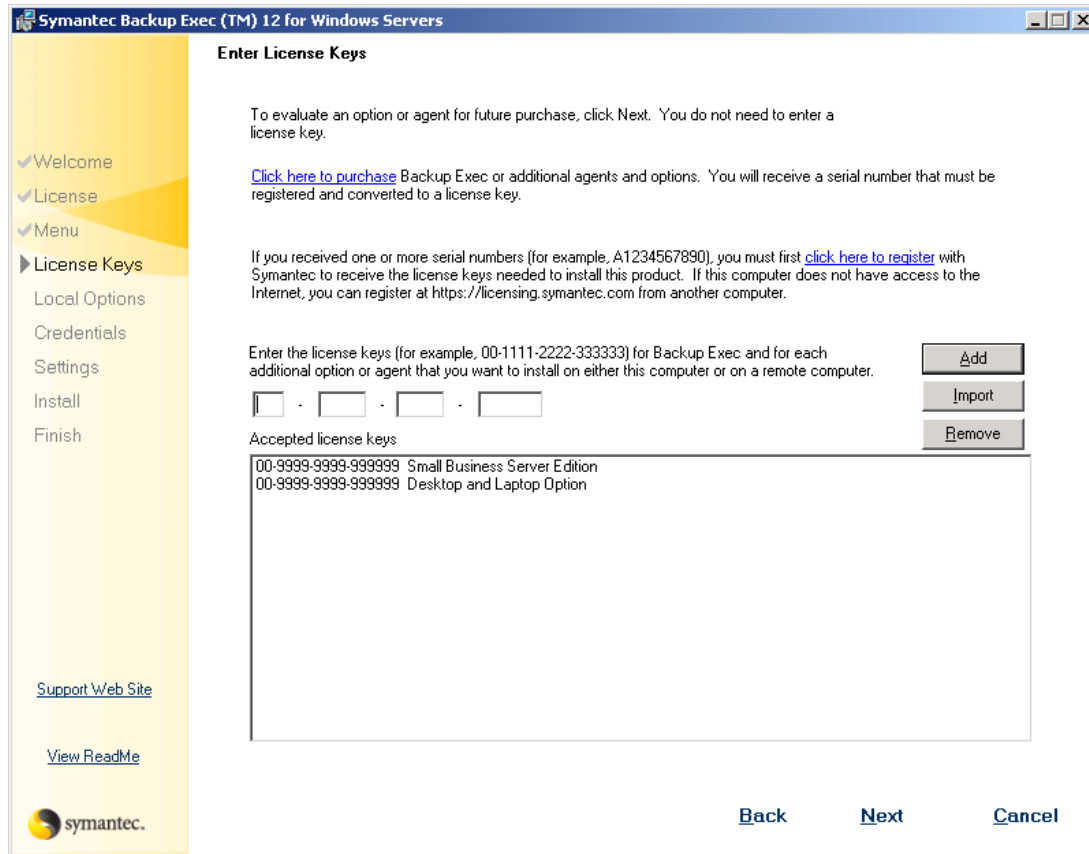 Symantec Backup Exec (TM) 12 for Windows Servers
Enter License Keys
To evaluate an option or agent for future purchase, click Next. You do not need to enter a
license key.
Click here to purchase Backup Exec or additional agents and options. You will receive a serial number that must be
registered and converted to a license key.
If you received one or more serial numbers (for example, A1234567890), you must first click here to register with
Symantec to receive the license keys needed to install this product. If this computer does not have access to the
Internet, you can register at https://licensing.symantec.com from another computer.
Enter the license keys (for example, 00-1111-2222-333333) for Backup Exec and for each
additional option or agent that you want to install on either this computer or on a remote computer.
- - -
Add
Import
Remove
Accepted license keys
00-9999-9999-999999 Small Business Server Edition
00-9999-9999-999999 Desktop and Laptop Option
Welcome
License
Menu
License Keys
Local Options
Credentials
Settings
Install
Finish
Support Web Site
View ReadMe
symantec.
Back
Next
Cancel